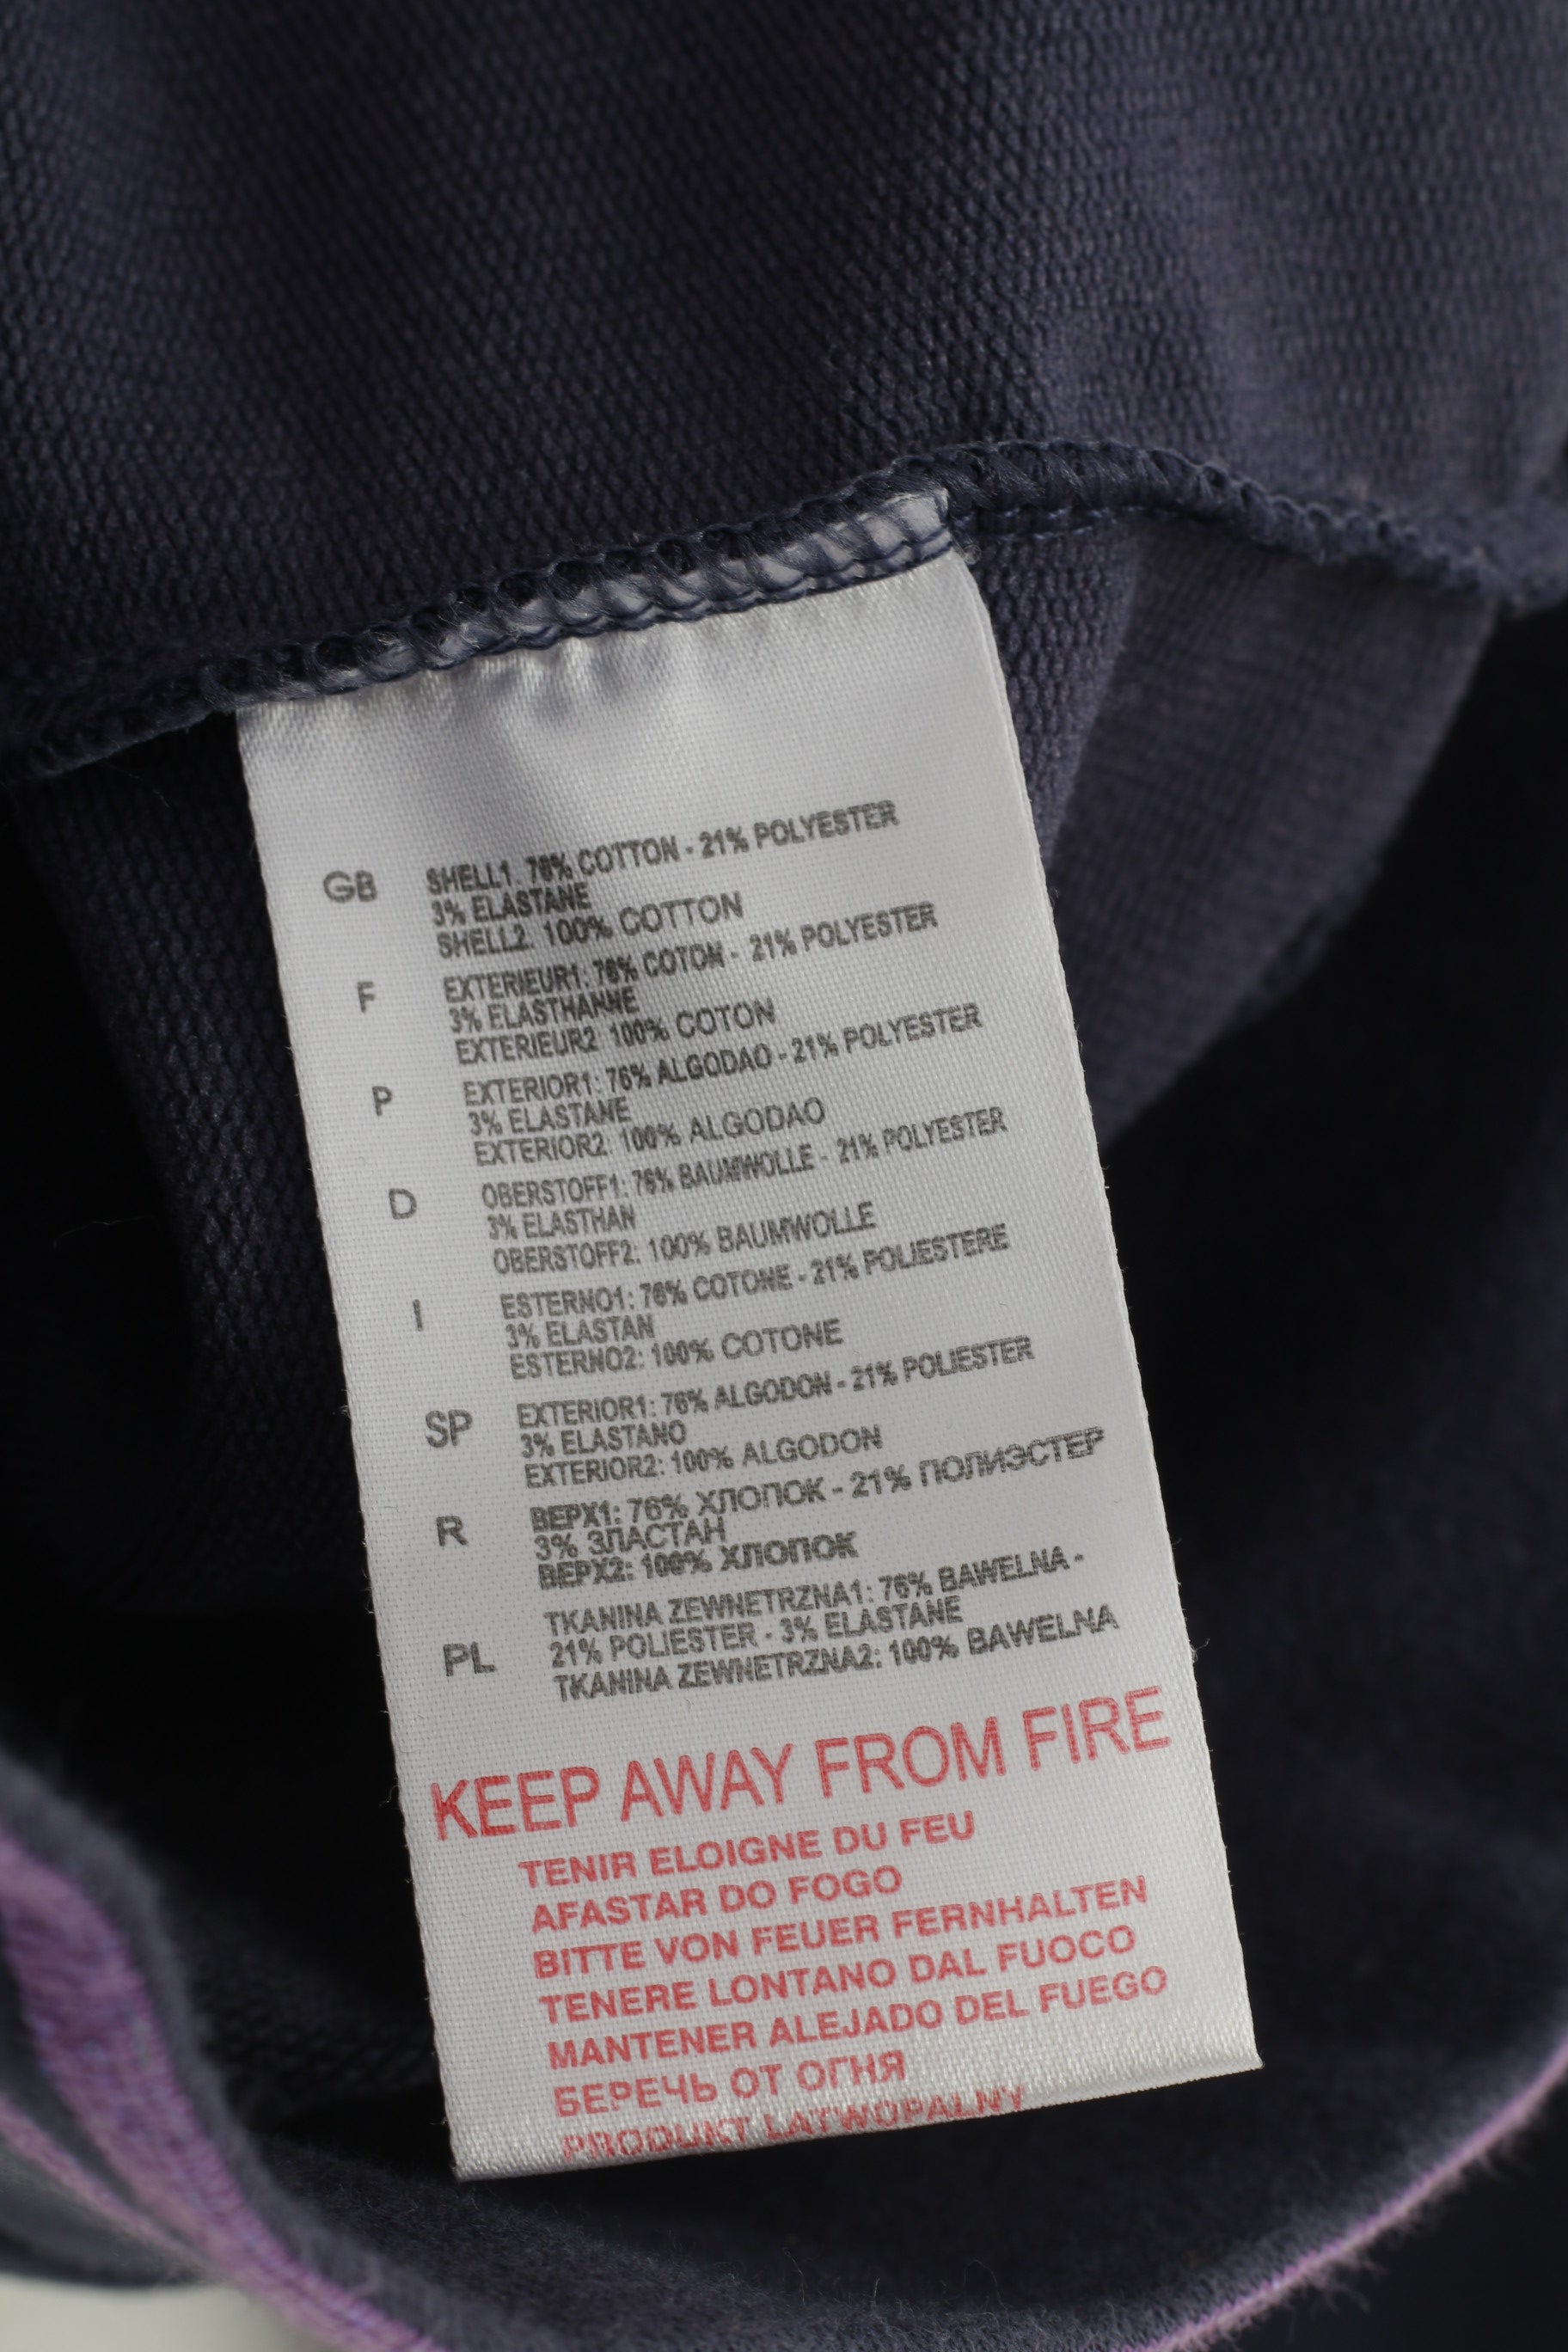 GB SHELL1. 76% COTTON - 21% POLYESTER
3% ELASTANE
SHELL2. 100% COTTON
F EXTERIEUR1: 76% COTON - 21% POLYESTER
3% ELASTHANNE
EXTERIEUR2 100% COTON
P EXTERIOR1: 76% ALGODAO - 21% POLYESTER
3% ELASTANE
EXTERIOR2: 100% ALGODAO
D OBERSTOFF1: 76% BAUMWOLLE - 21% POLYESTER
3% ELASTHAN
OBERSTOFF2: 100% BAUMWOLLE
I ESTERNO1: 76% COTONE - 21% POLIESTERE
3% ELASTAN
ESTERNO2: 100% COTONE
SP EXTERIOR1: 76% ALGODON - 21% POLIESTER
3% ELASTANO
EXTERIOR2: 100% ALGODON
R ВЕРХ1: 76% ХЛОПОК - 21% ПОЛИЭСТЕР
3% ЗЛАСТАН
ВЕРХ2: 100% ХЛОПОК
TKANINA ZEWNETRZNA1: 76% BAWELNA -
PL 21% POLIESTER - 3% ELASTANE
TKANINA ZEWNETRZNA2: 100% BAWELNA
KEEP AWAY FROM FIRE
TENIR ELOIGNE DU FEU
AFASTAR DO FOGO
BITTE VON FEUER FERNHALTEN
TENERE LONTANO DAL FUOCO
MANTENER ALEJADO DEL FUEGO
БЕРЕЧЬ ОТ ОГНЯ
PRODUKT LATWOPALNY